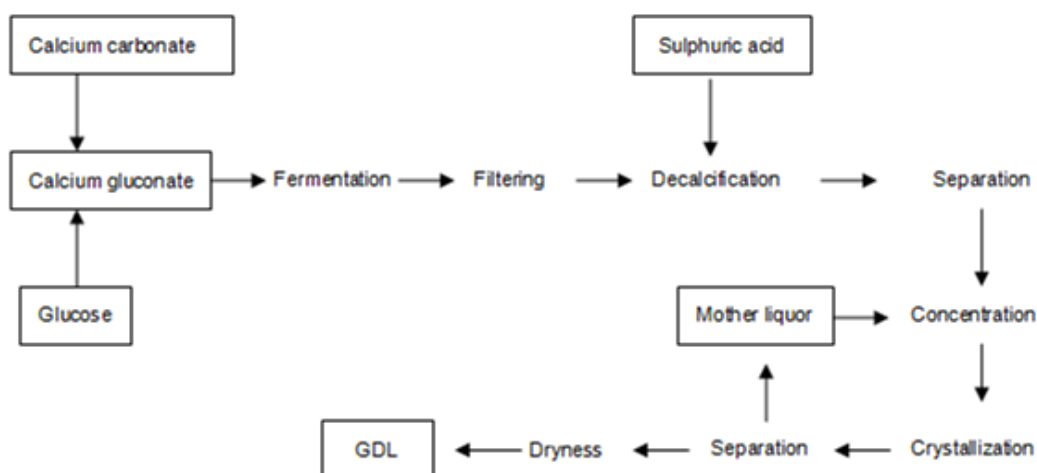 Calcium carbonate
Sulphuric acid
Calcium gluconate
Fermentation
Filtering
Decalcification
Separation
Glucose
Mother liquor
Concentration
GDL
Dryness
Separation
Crystallization